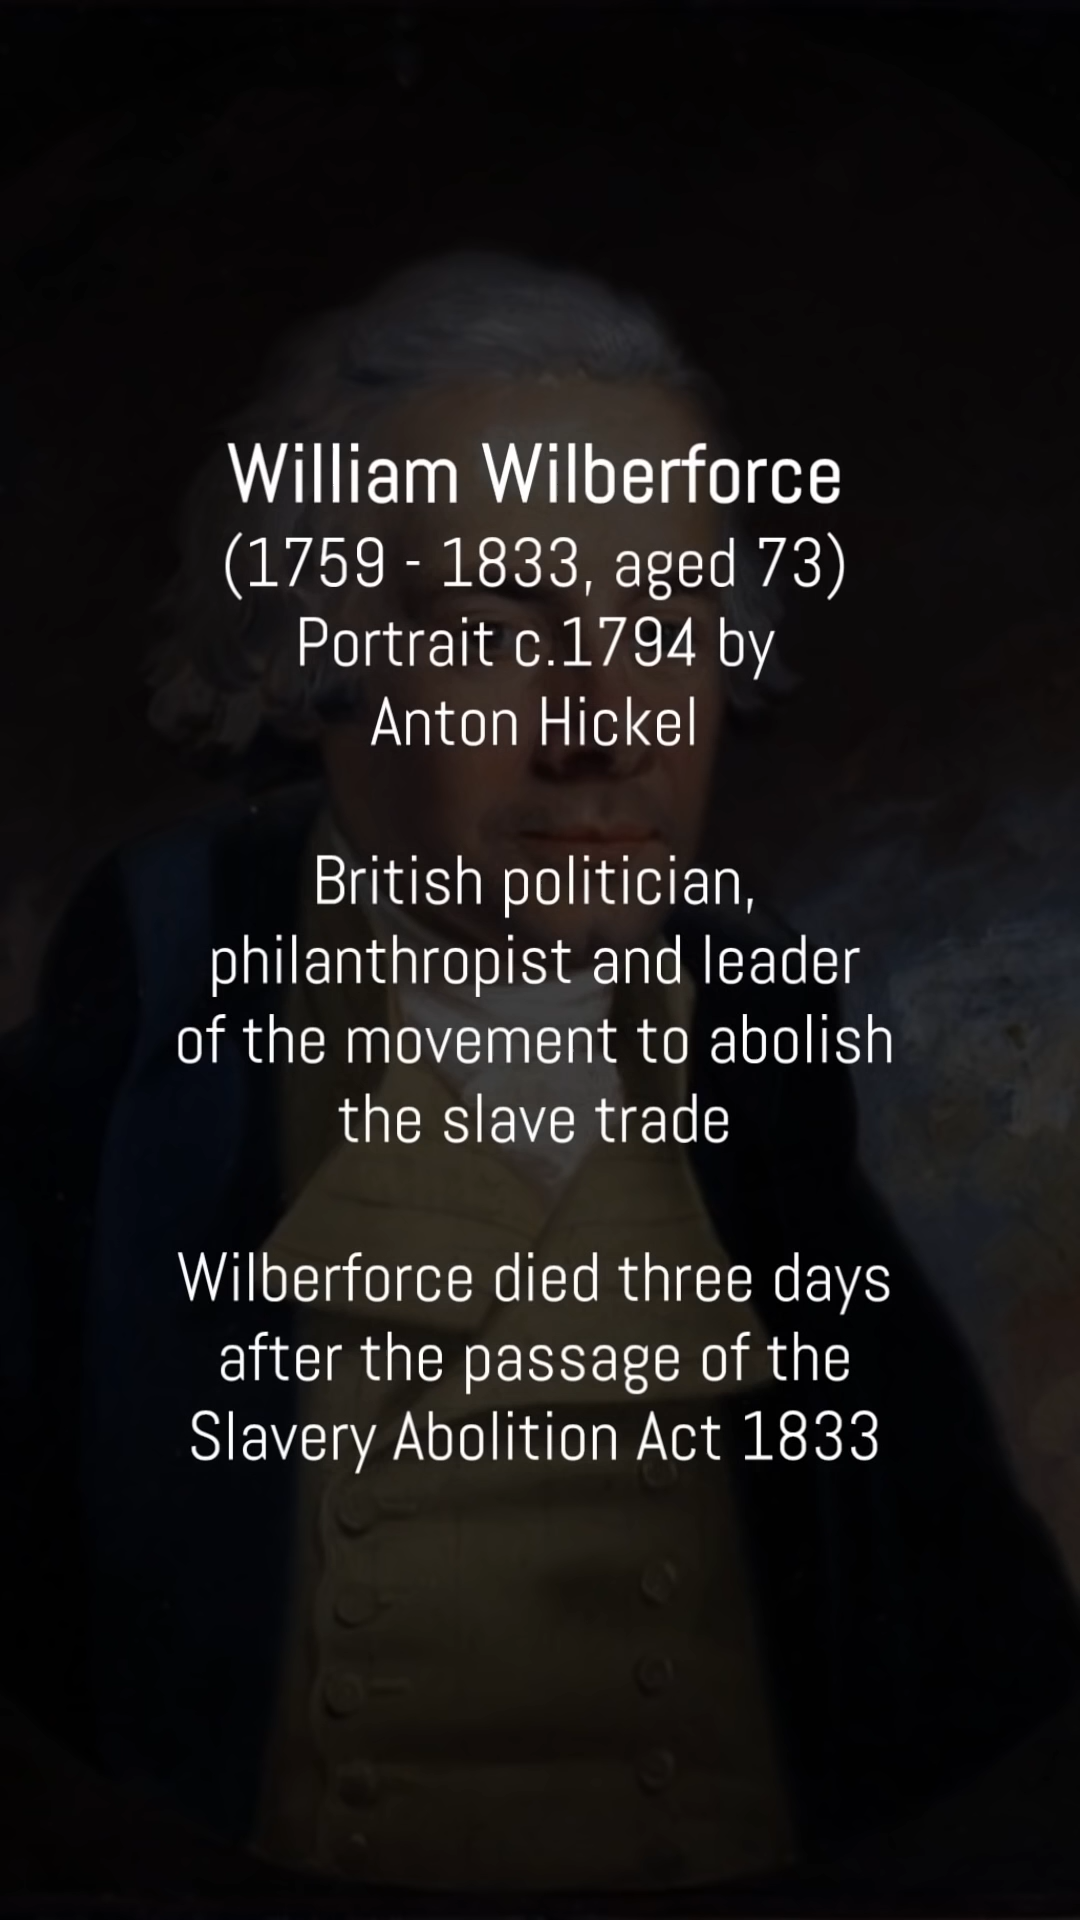 William Wilberforce
(1759 - 1833, aged 73)
Portrait c.1794 by
Anton Hickel
British politician,
philanthropist and leader
of the movement to abolish
the slave trade
Wilberforce died three days
after the passage of the
Slavery Abolition Act 1833